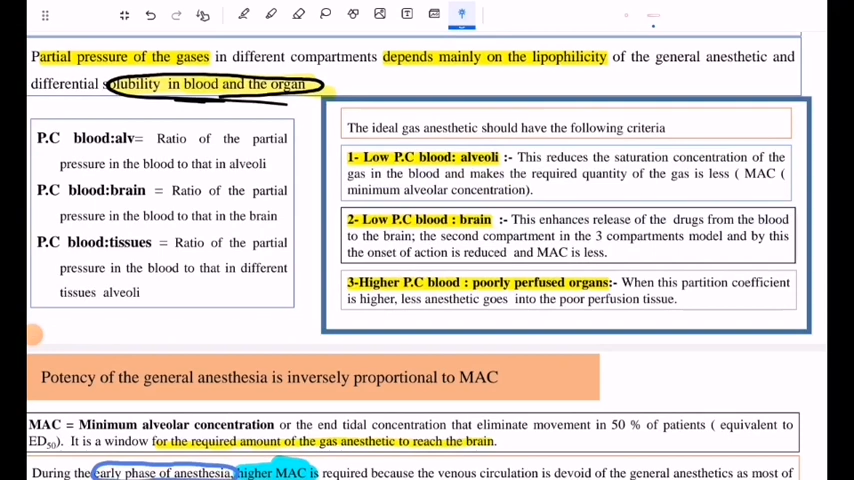 Partial pressure of the gases in different compartments depends mainly on the lipophilicity of the general anesthetic and
differential solubility in blood and the organ
P.C blood:alv= Ratio of the partial
pressure in the blood to that in alveoli
P.C blood:brain = Ratio of the partial
pressure in the blood to that in the brain
P.C blood:tissues = Ratio of the partial
pressure in the blood to that in different
tissues alveoli
The ideal gas anesthetic should have the following criteria
1- Low P.C blood: alveoli :- This reduces the saturation concentration of the
gas in the blood and makes the required quantity of the gas is less ( MAC (
minimum alveolar concentration).
2- Low P.C blood : brain :- This enhances release of the drugs from the blood
to the brain; the second compartment in the 3 compartments model and by this
the onset of action is reduced and MAC is less.
3-Higher P.C blood : poorly perfused organs:- When this partition coefficient
is higher, less anesthetic goes into the poor perfusion tissue.
Potency of the general anesthesia is inversely proportional to MAC
MAC = Minimum alveolar concentration or the end tidal concentration that eliminate movement in 50 % of patients ( equivalent to
ED50). It is a window for the required amount of the gas anesthetic to reach the brain.
During the early phase of anesthesia, higher MAC is required because the venous circulation is devoid of the general anesthetics as most of